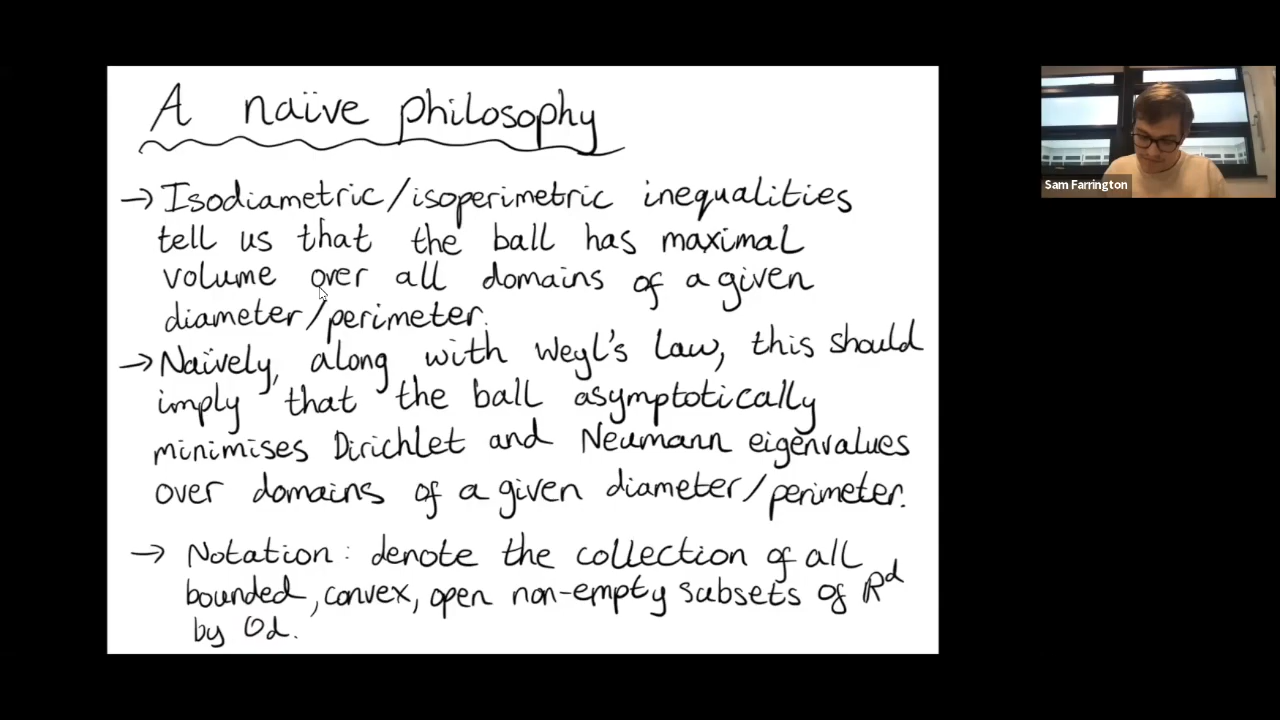 A naïve philosophy
→ Isodiametric/isoperimetric inequalities
tell us that the ball has maximal
volume over all domains of a given
diameter/perimeter.
→ Naïvely, along with Weyl's law, this should
imply that the ball asymptotically
minimises Dirichlet and Neumann eigenvalues
over domains of a given diameter/perimeter.
→ Notation: denote the collection of all
bounded, convex, open non-empty subsets of ℝᵈ
by Od.
Sam Farrington